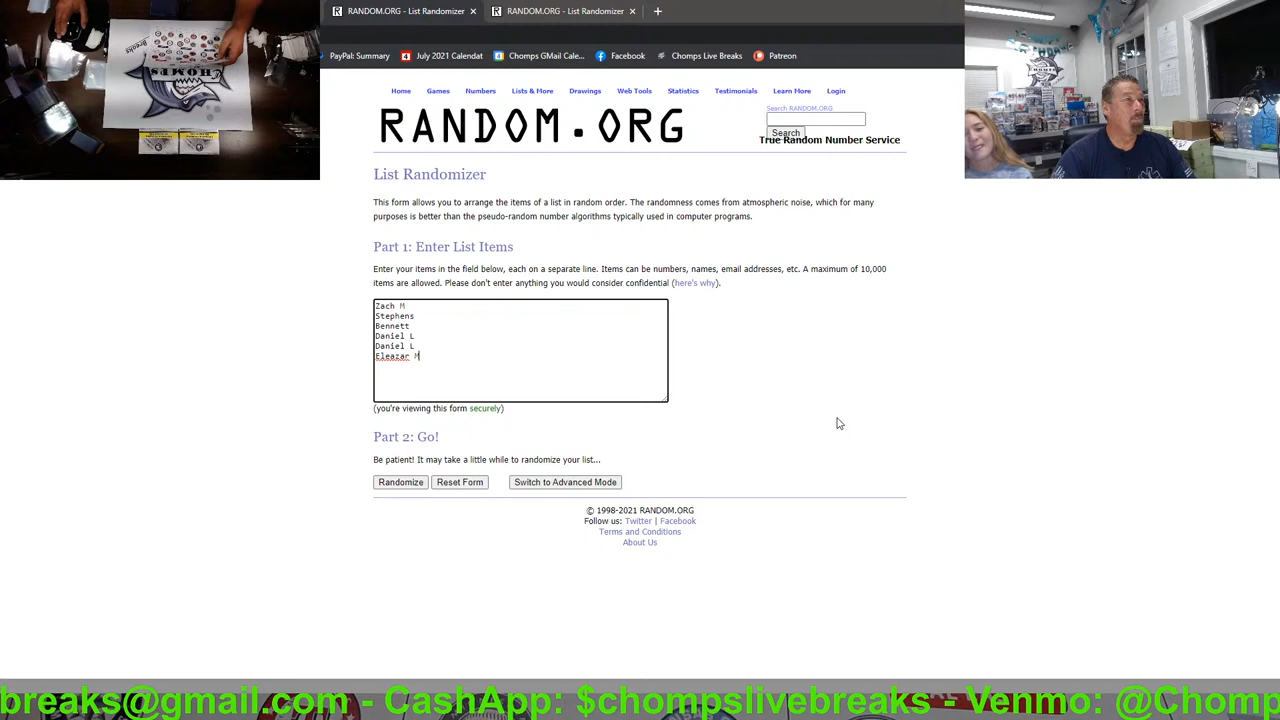 RANDOM.ORG - List Randomizer
RANDOM.ORG - List Randomizer
PayPal: Summary
July 2021 Calendat
Chomps GMail Cale...
Facebook
Chomps Live Breaks
Patreon
Home Games Numbers Lists & More Drawings Web Tools Statistics Testimonials Learn More Login
RANDOM.ORG
Search RANDOM.ORG
Search
True Random Number Service
List Randomizer
This form allows you to arrange the items of a list in random order. The randomness comes from atmospheric noise, which for many
purposes is better than the pseudo-random number algorithms typically used in computer programs.
Part 1: Enter List Items
Enter your items in the field below, each on a separate line. Items can be numbers, names, email addresses, etc. A maximum of 10,000
items are allowed. Please don't enter anything you would consider confidential (here's why).
Zach M
Stephens
Bennett
Daniel L
Daniel L
Eleazar M
(you're viewing this form securely)
Part 2: Go!
Be patient! It may take a little while to randomize your list...
Randomize Reset Form Switch to Advanced Mode
© 1998-2021 RANDOM.ORG
Follow us: Twitter | Facebook
Terms and Conditions
About Us
breaks@gmail.com - CashApp: $chompslivebreaks - Venmo: @Chomp
CHOMPS
Breaks